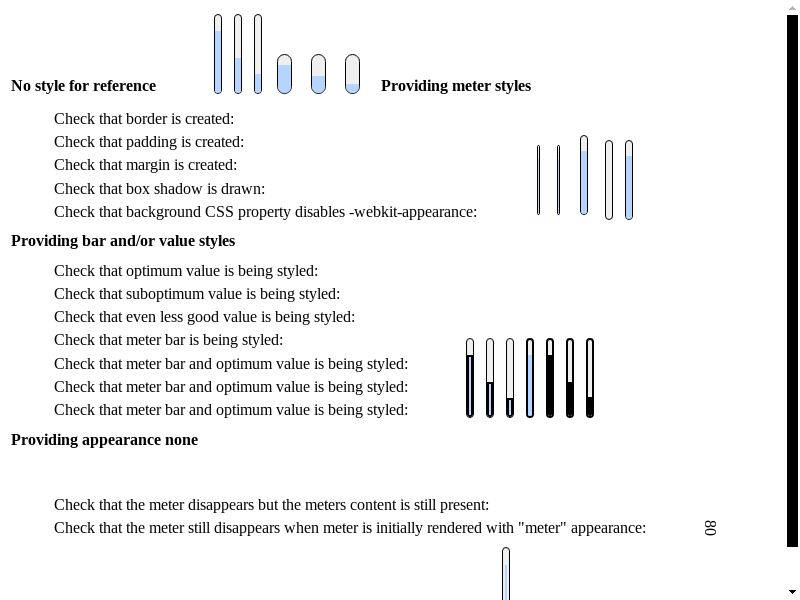 No style for reference
Providing meter styles
Check that border is created:
Check that padding is created:
Check that margin is created:
Check that box shadow is drawn:
Check that background CSS property disables -webkit-appearance:
Providing bar and/or value styles
Check that optimum value is being styled:
Check that suboptimum value is being styled:
Check that even less good value is being styled:
Check that meter bar is being styled:
Check that meter bar and optimum value is being styled:
Check that meter bar and optimum value is being styled:
Check that meter bar and optimum value is being styled:
Providing appearance none
Check that the meter disappears but the meters content is still present:
Check that the meter still disappears when meter is initially rendered with "meter" appearance:
80